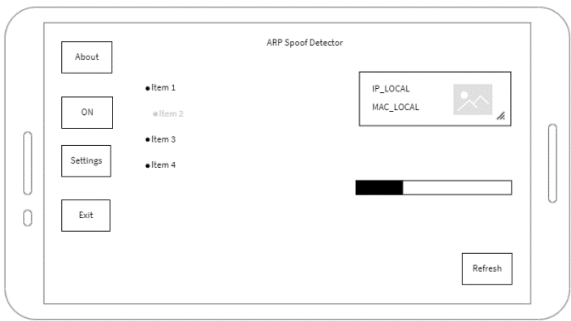 ARP Spoof Detector
About
ON
Settings
Exit
Item 1
Item 2
Item 3
Item 4
IP_LOCAL
MAC_LOCAL
Refresh